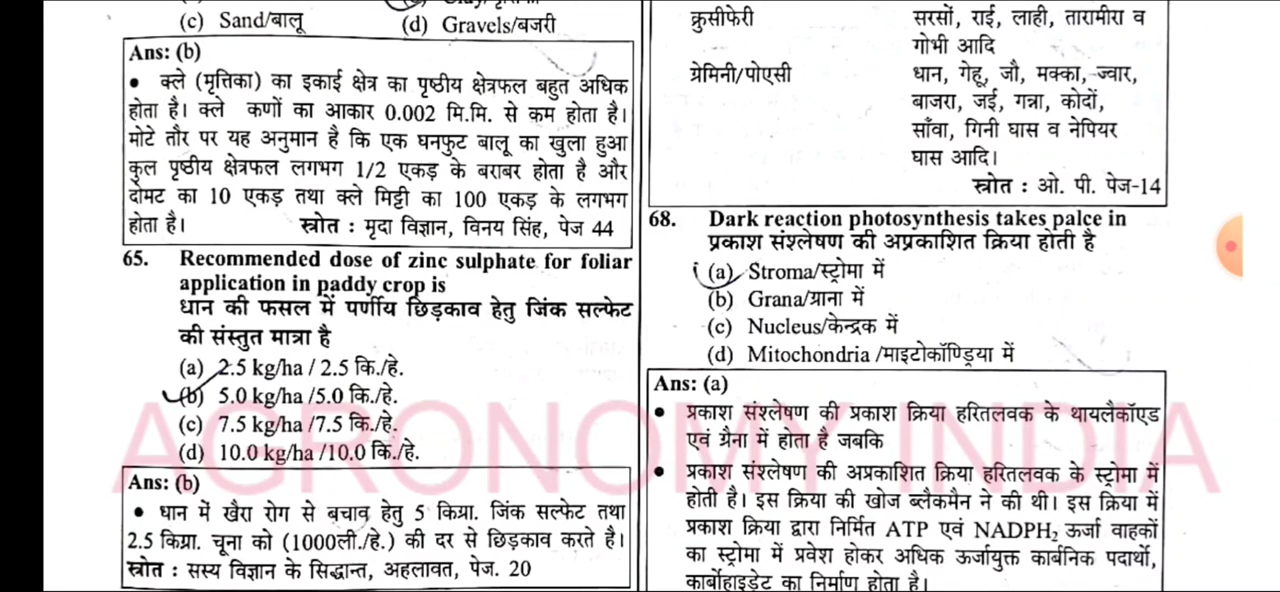 (c) Sand/बालू (d) Gravels/बजरी
Ans: (b)
• क्ले (मृत्तिका) का इकाई क्षेत्र का पृष्ठीय क्षेत्रफल बहुत अधिक
होता है। क्ले कणों का आकार 0.002 मि.मि. से कम होता है।
मोटे तौर पर यह अनुमान है कि एक घनफुट बालू का खुला हुआ
कुल पृष्ठीय क्षेत्रफल लगभग 1/2 एकड़ के बराबर होता है और
दोमट का 10 एकड़ तथा क्ले मिट्टी का 100 एकड़ के लगभग
होता है। स्त्रोत : मृदा विज्ञान, विनय सिंह, पेज 44
65. Recommended dose of zinc sulphate for foliar
application in paddy crop is
धान की फसल में पर्णीय छिड़काव हेतु जिंक सल्फेट
की संस्तुत मात्रा है
(a) 2.5 kg/ha / 2.5 कि./हे.
(b) 5.0 kg/ha /5.0 कि./हे.
(c) 7.5 kg/ha /7.5 कि./हे.
(d) 10.0 kg/ha /10.0 कि./हे.
Ans: (b)
• धान में खैरा रोग से बचाव हेतु 5 किग्रा. जिंक सल्फेट तथा
2.5 किग्रा. चूना को (1000ली./हे.) की दर से छिड़काव करते है।
स्त्रोत : सस्य विज्ञान के सिद्धान्त, अहलावत, पेज. 20
क्रुसीफेरी सरसों, राई, लाही, तारामीरा व
गोभी आदि
ग्रेमिनी/पोएसी धान, गेहू, जौ, मक्का, ज्वार,
बाजरा, जई, गन्ना, कोदों,
साँवा, गिनी घास व नेपियर
घास आदि।
स्त्रोत : ओ. पी. पेज-14
68. Dark reaction photosynthesis takes palce in
प्रकाश संश्लेषण की अप्रकाशित क्रिया होती है
(a) Stroma/स्ट्रोमा में
(b) Grana/ग्राना में
(c) Nucleus/केन्द्रक में
(d) Mitochondria /माइटोकॉण्ड्रिया में
Ans: (a)
• प्रकाश संश्लेषण की प्रकाश क्रिया हरितलवक के थायलैकॉएड
एवं ग्रैना में होता है जबकि
• प्रकाश संश्लेषण की अप्रकाशित क्रिया हरितलवक के स्ट्रोमा में
होती है। इस क्रिया की खोज ब्लैकमैन ने की थी। इस क्रिया में
प्रकाश क्रिया द्वारा निर्मित ATP एवं NADPH₂ ऊर्जा वाहकों
का स्ट्रोमा में प्रवेश होकर अधिक ऊर्जायुक्त कार्बनिक पदार्थो,
कार्बोहाइड्रेट का निर्माण होता है।
AGRONOMY INDIA